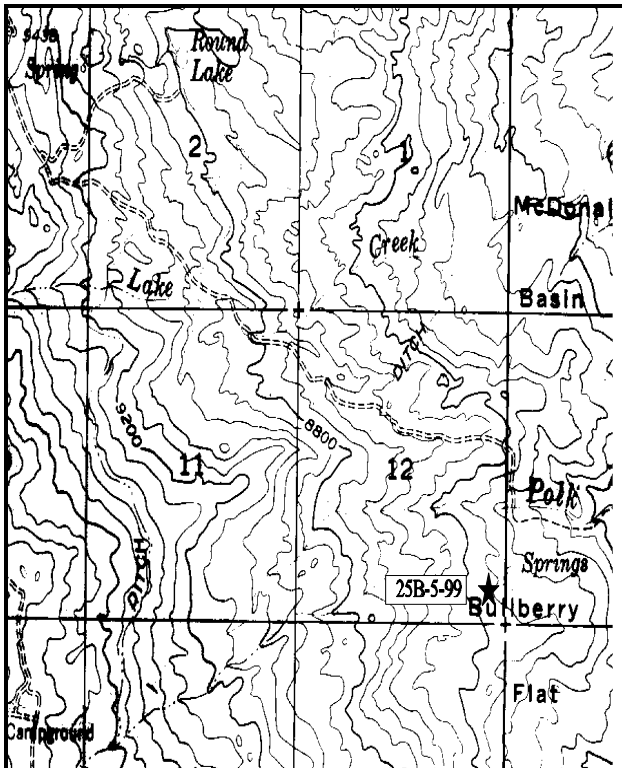 9438
Spring
Round
Lake
2
1
McDonal
Creek
Lake
Basin
DITCH
9200
8800
11
12
Polk
DITCH
Springs
25B-5-99
Bullberry
Flat
Campground